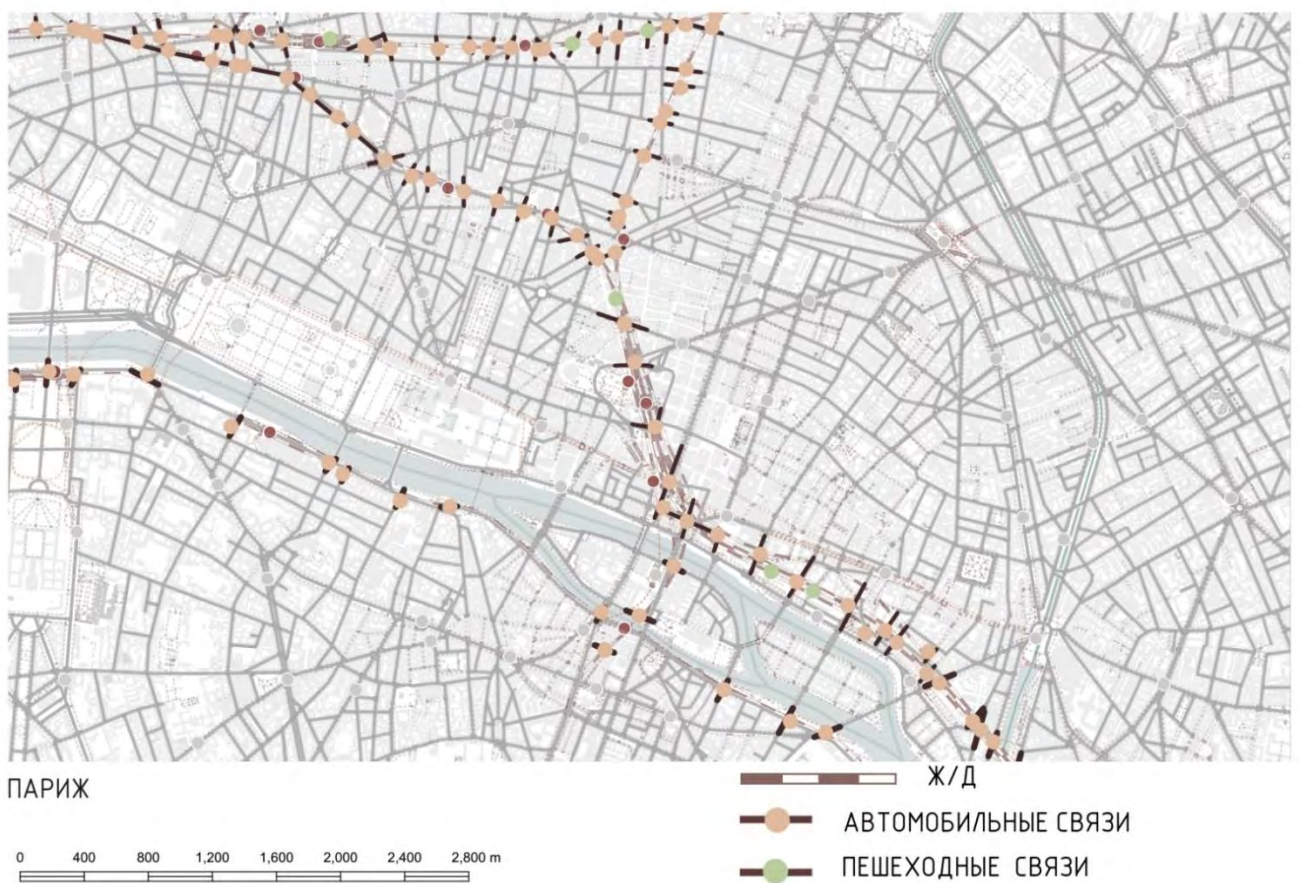 ПАРИЖ
Ж/Д
АВТОМОБИЛЬНЫЕ СВЯЗИ
0 400 800 1,200 1,600 2,000 2,400 2,800 m
ПЕШЕХОДНЫЕ СВЯЗИ